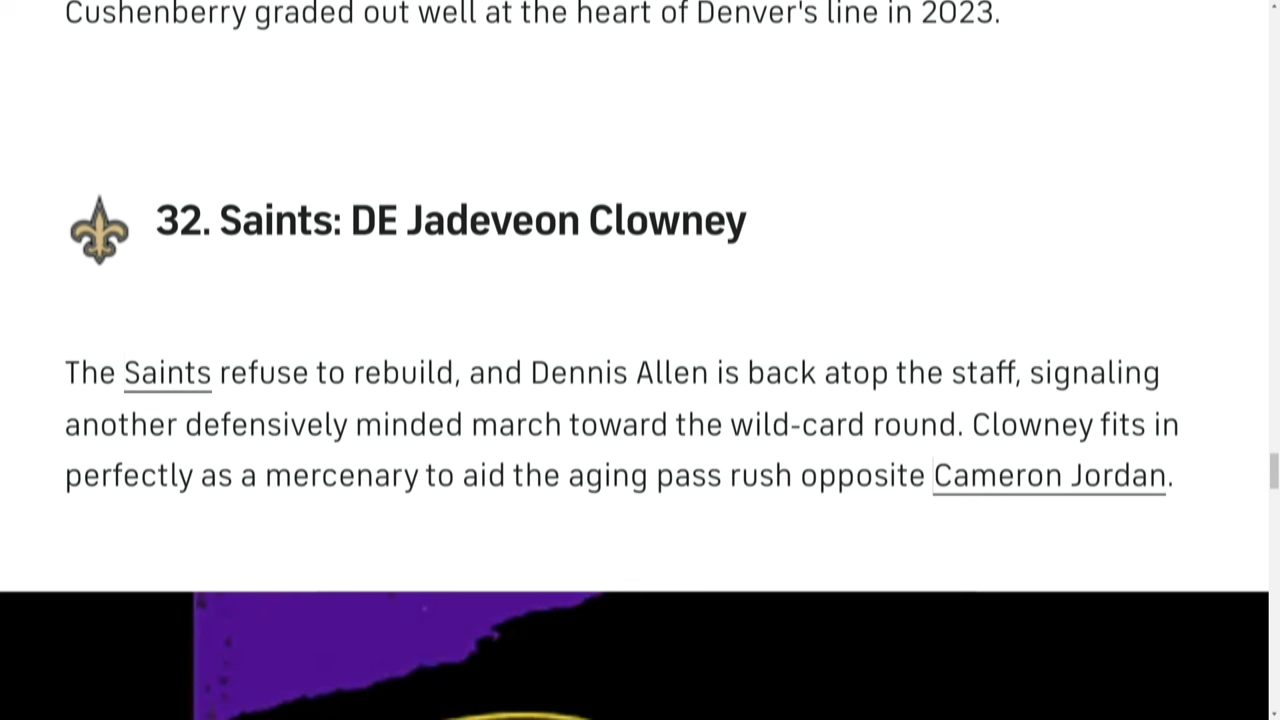 Cushenberry graded out well at the heart of Denver's line in 2023.
32. Saints: DE Jadeveon Clowney
The Saints refuse to rebuild, and Dennis Allen is back atop the staff, signaling
another defensively minded march toward the wild-card round. Clowney fits in
perfectly as a mercenary to aid the aging pass rush opposite Cameron Jordan.